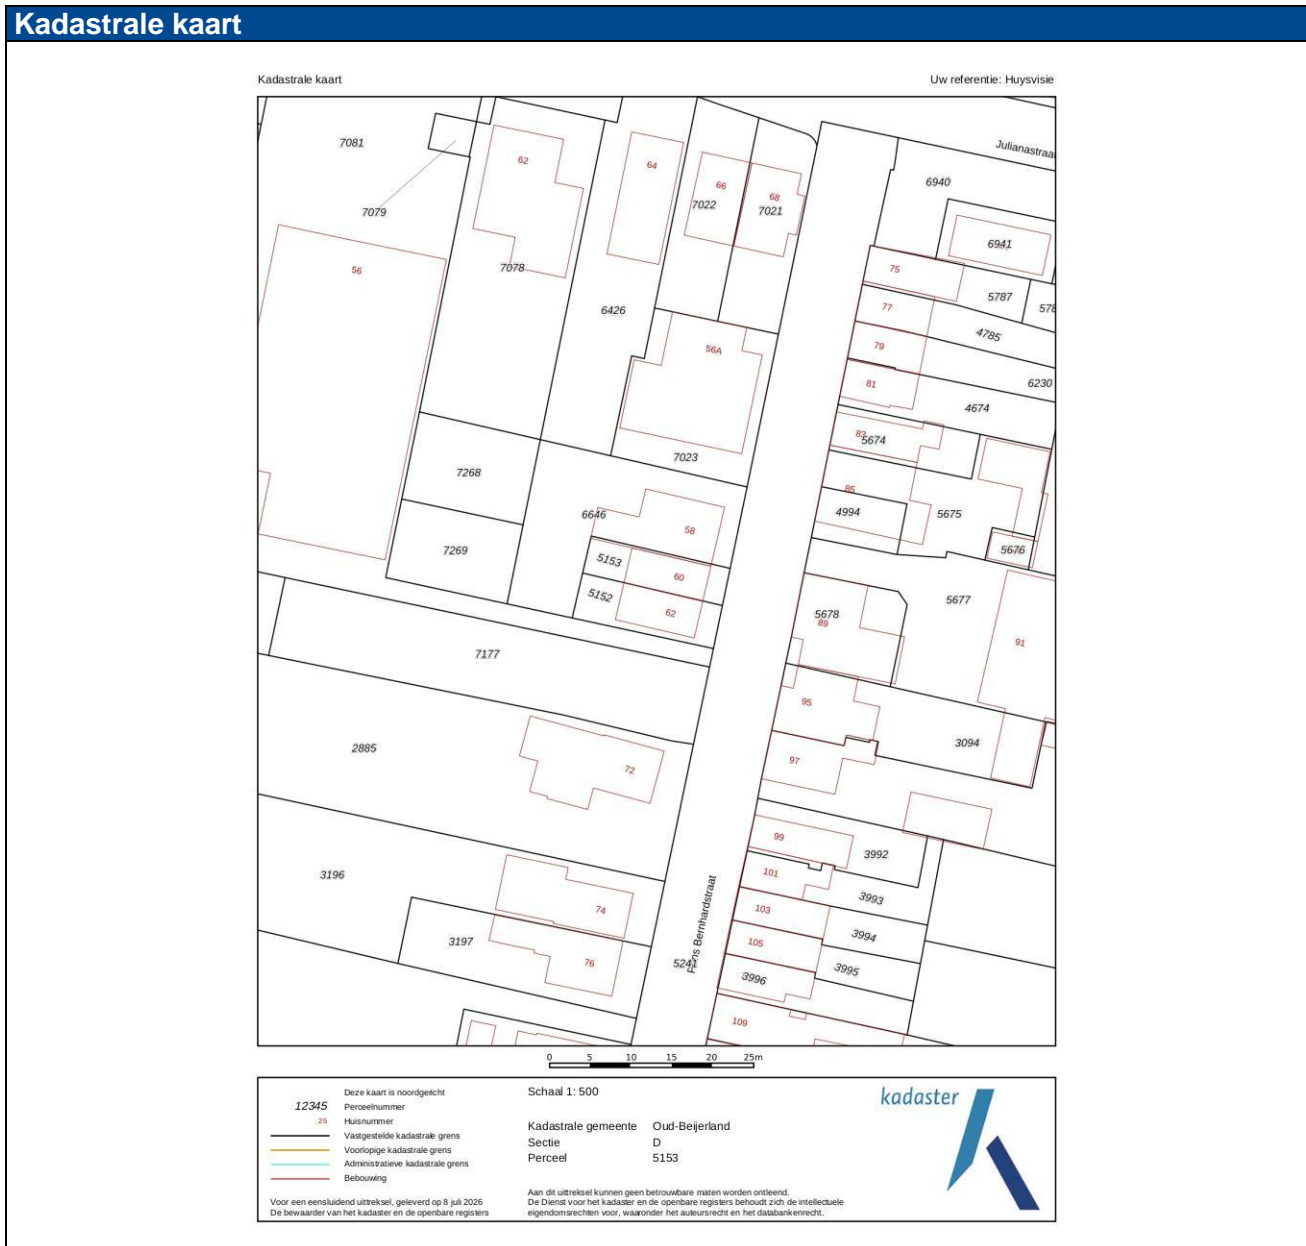 Kadastrale kaart
Kadastrale kaart
Uw referentie: Huysvisie
7081
62
64
66
68
7022
7021
7079
56
7078
6426
56A
7023
Julianastraa
6940
6941
75
5787
578
77
4785
79
6230
81
4674
83
5674
85
4994
5675
5676
7268
7269
6646
58
5153
60
5152
62
5678
89
5677
91
7177
95
3094
97
2885
72
99
3992
101
3993
103
3994
105
3995
3996
109
3196
74
3197
76
5241
Prins Bernhardstraat
0 5 10 15 20 25m
Deze kaart is noordgericht
12345 Perceelnummer
25 Huisnummer
Vastgestelde kadastrale grens
Voorlopige kadastrale grens
Administratieve kadastrale grens
Bebouwing
Voor een eensluidend uittreksel, geleverd op 8 juli 2026
De bewaarder van het kadaster en de openbare registers
Schaal 1: 500
Kadastrale gemeente Oud-Beijerland
Sectie D
Perceel 5153
Aan dit uittreksel kunnen geen betrouwbare maten worden ontleend.
De Dienst voor het kadaster en de openbare registers behoudt zich de intellectuele
eigendomsrechten voor, waaronder het auteursrecht en het databankenrecht.
kadaster